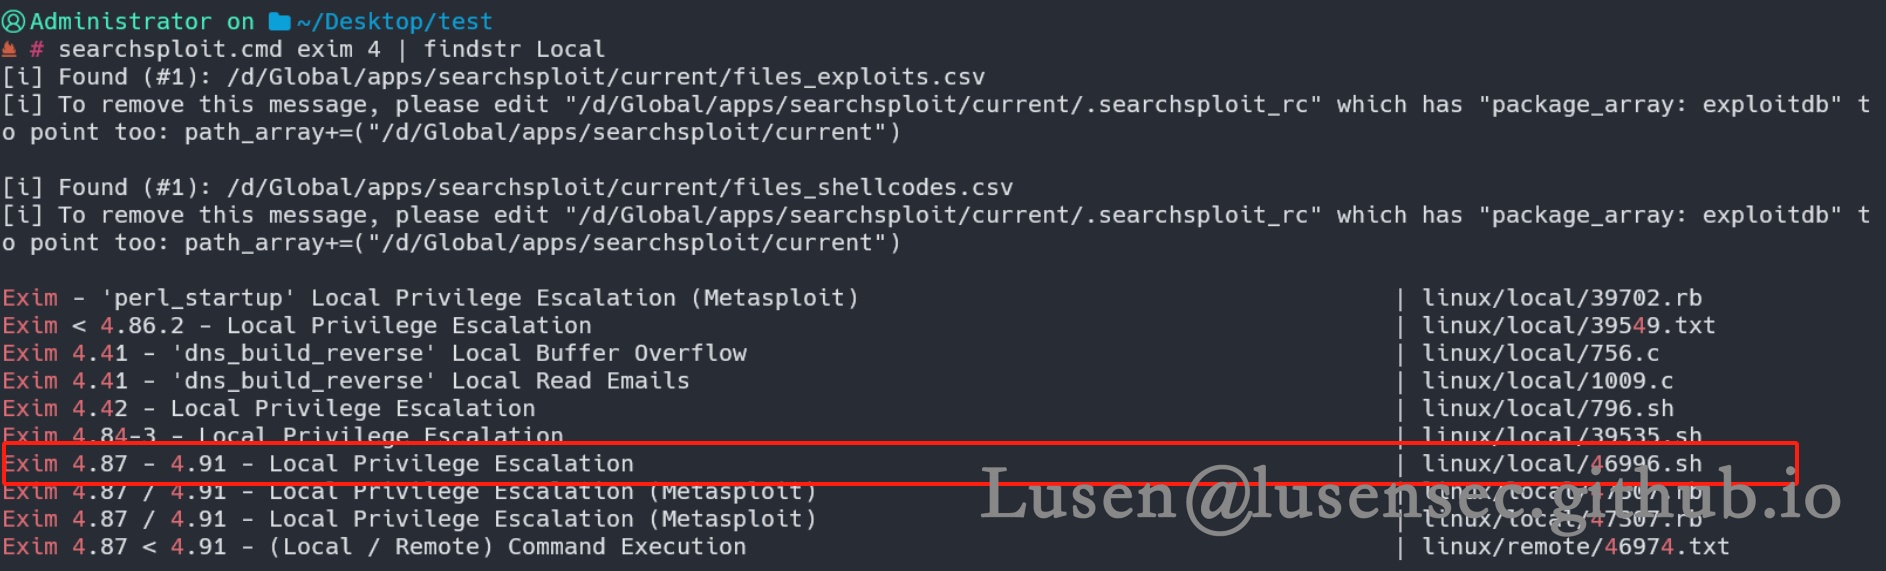 Administrator on ~/Desktop/test
# searchsploit.cmd exim 4 | findstr Local
[i] Found (#1): /d/Global/apps/searchsploit/current/files_exploits.csv
[i] To remove this message, please edit "/d/Global/apps/searchsploit/current/.searchsploit_rc" which has "package_array: exploitdb" t
o point too: path_array+=("/d/Global/apps/searchsploit/current")
[i] Found (#1): /d/Global/apps/searchsploit/current/files_shellcodes.csv
[i] To remove this message, please edit "/d/Global/apps/searchsploit/current/.searchsploit_rc" which has "package_array: exploitdb" t
o point too: path_array+=("/d/Global/apps/searchsploit/current")
Exim - 'perl_startup' Local Privilege Escalation (Metasploit) | linux/local/39702.rb
Exim < 4.86.2 - Local Privilege Escalation | linux/local/39549.txt
Exim 4.41 - 'dns_build_reverse' Local Buffer Overflow | linux/local/756.c
Exim 4.41 - 'dns_build_reverse' Local Read Emails | linux/local/1009.c
Exim 4.42 - Local Privilege Escalation | linux/local/796.sh
Exim 4.84-3 - Local Privilege Escalation | linux/local/39535.sh
Exim 4.87 - 4.91 - Local Privilege Escalation | linux/local/46996.sh
Exim 4.87 / 4.91 - Local Privilege Escalation (Metasploit) | linux/local/47307.rb
Exim 4.87 / 4.91 - Local Privilege Escalation (Metasploit) | linux/local/47307.rb
Exim 4.87 < 4.91 - (Local / Remote) Command Execution | linux/remote/46974.txt
Lusen@lusensec.github.io